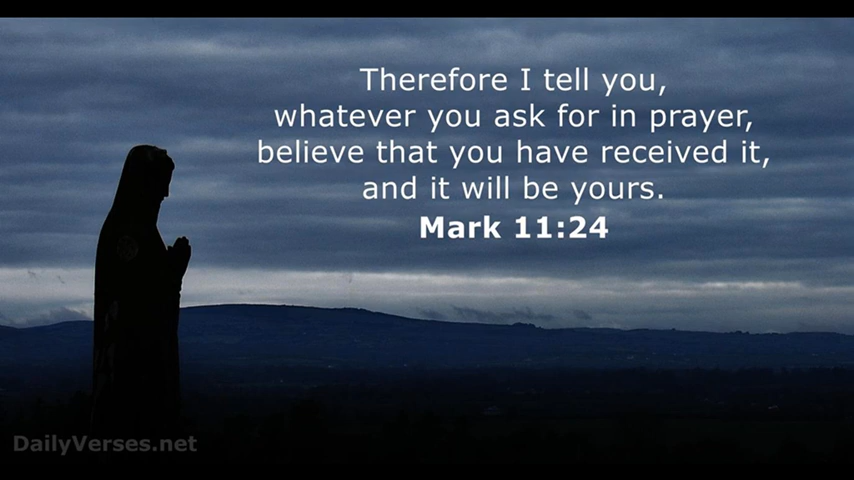 Therefore I tell you,
whatever you ask for in prayer,
believe that you have received it,
and it will be yours.
Mark 11:24
DailyVerses.net